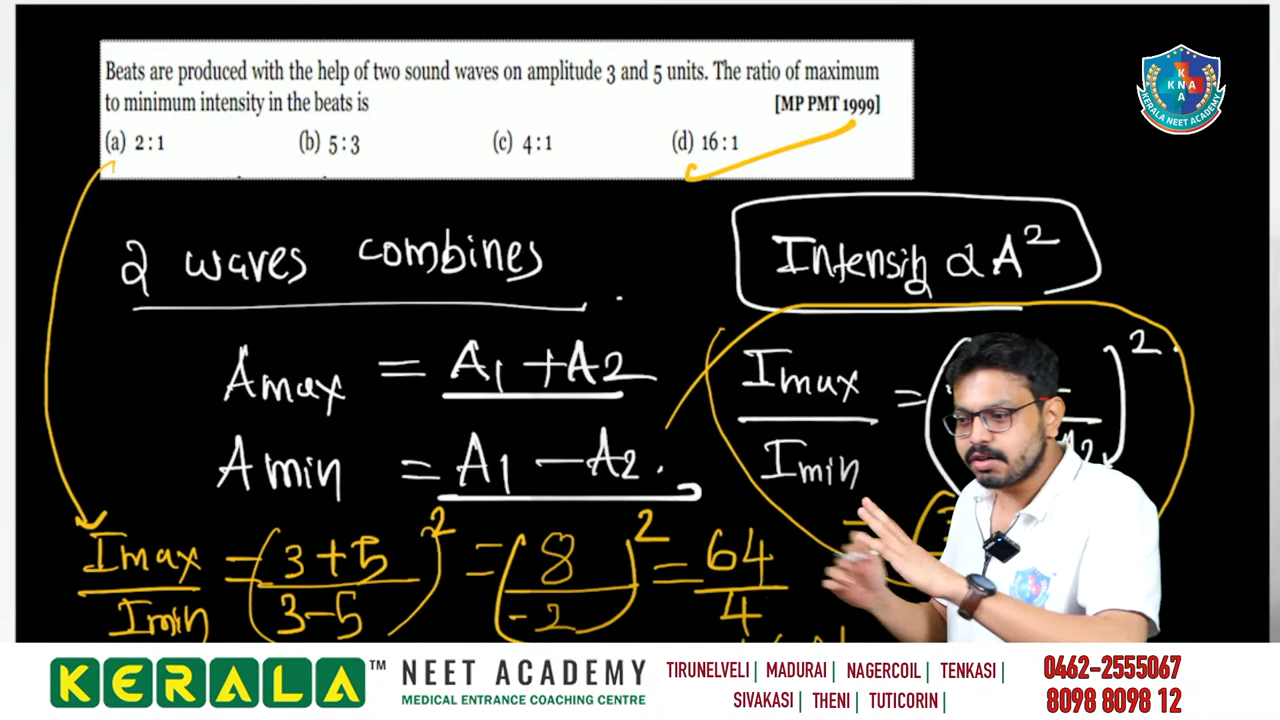 Beats are produced with the help of two sound waves on amplitude 3 and 5 units. The ratio of maximum
to minimum intensity in the beats is [MP PMT 1999]
(a) 2 : 1 (b) 5 : 3 (c) 4 : 1 (d) 16 : 1
KERALA NEET ACADEMY
K
KNA
A
2 waves combines
Intensity α A²
Amax = A1 + A2
Imax / Imin = ( A2 )²
Amin = A1 - A2
Imax / Imin = (3+5 / 3-5)² = (8 / -2)² = 64 / 4
KERALA™ NEET ACADEMY
MEDICAL ENTRANCE COACHING CENTRE
TIRUNELVELI | MADURAI | NAGERCOIL | TENKASI |
SIVAKASI | THENI | TUTICORIN |
0462-2555067
8098 8098 12